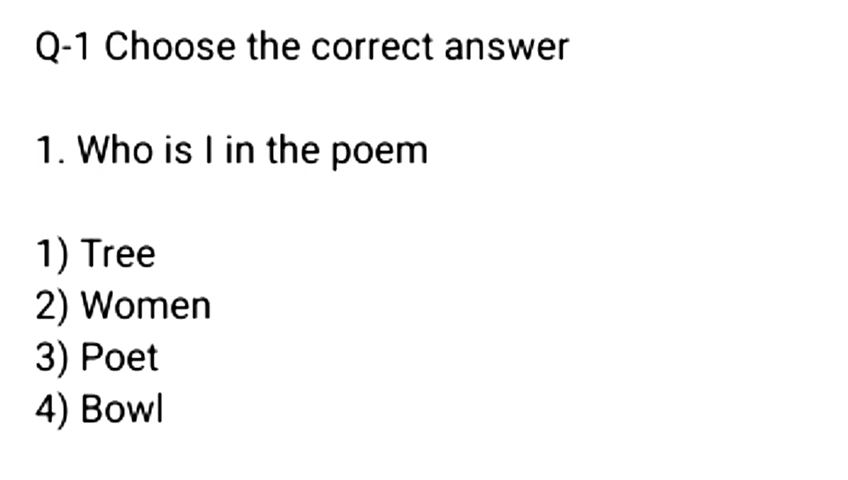 Q-1 Choose the correct answer
1. Who is I in the poem
1) Tree
2) Women
3) Poet
4) Bowl